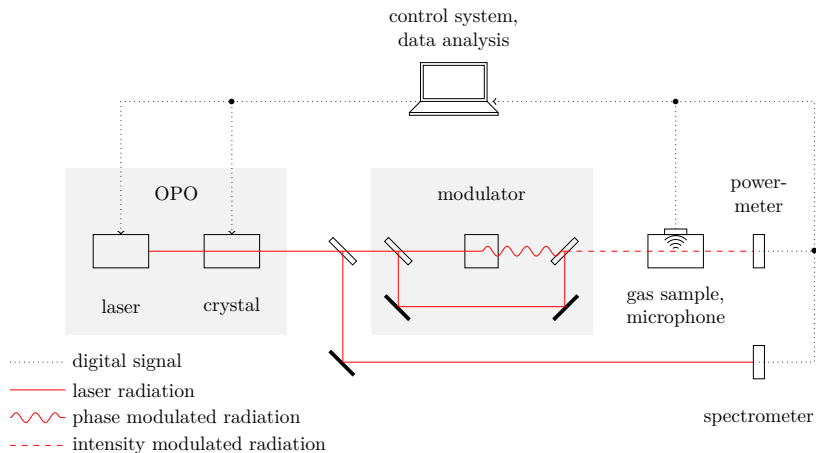 control system,
data analysis
OPO
modulator
power-
meter
laser
crystal
gas sample,
microphone
digital signal
laser radiation
phase modulated radiation
intensity modulated radiation
spectrometer